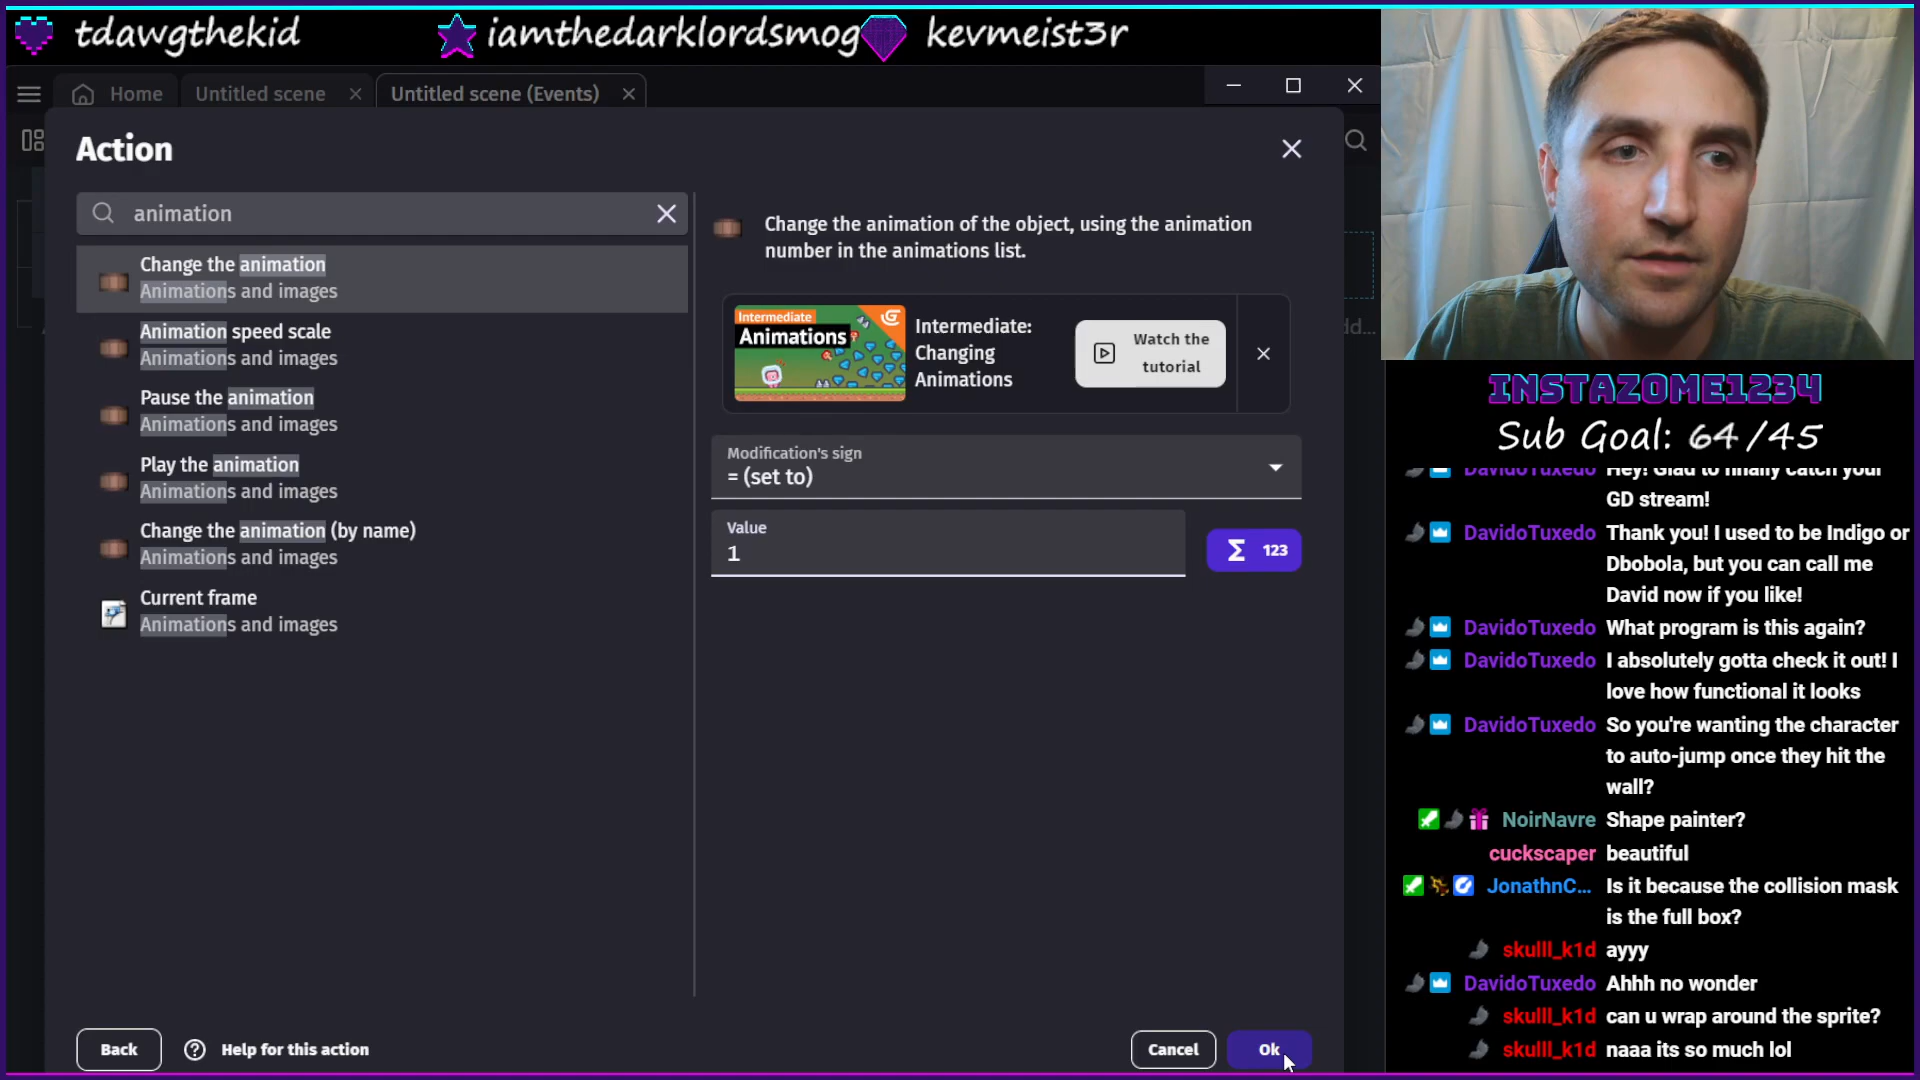 tdawgthekid
iamthedarklordsmog
kevmeist3r
Home
Untitled scene
Untitled scene (Events)
Action
animation
Change the animation
Animations and images
Animation speed scale
Animations and images
Pause the animation
Animations and images
Play the animation
Animations and images
Change the animation (by name)
Animations and images
Current frame
Animations and images
Change the animation of the object, using the animation
number in the animations list.
Intermediate
Animations
Intermediate:
Changing
Animations
Watch the
tutorial
Modification's sign
= (set to)
Value
1
Σ 123
dd...
Back
Help for this action
Cancel
Ok
INSTAZOME1234
Sub Goal: 64/45
DavidoTuxedo Hey! Glad to finally catch your
GD stream!
DavidoTuxedo Thank you! I used to be Indigo or
Dbobola, but you can call me
David now if you like!
DavidoTuxedo What program is this again?
DavidoTuxedo I absolutely gotta check it out! I
love how functional it looks
DavidoTuxedo So you're wanting the character
to auto-jump once they hit the
wall?
NoirNavre Shape painter?
cuckscaper beautiful
JonathnC... Is it because the collision mask
is the full box?
skulll_k1d ayyy
DavidoTuxedo Ahhh no wonder
skulll_k1d can u wrap around the sprite?
skulll_k1d naaa its so much lol